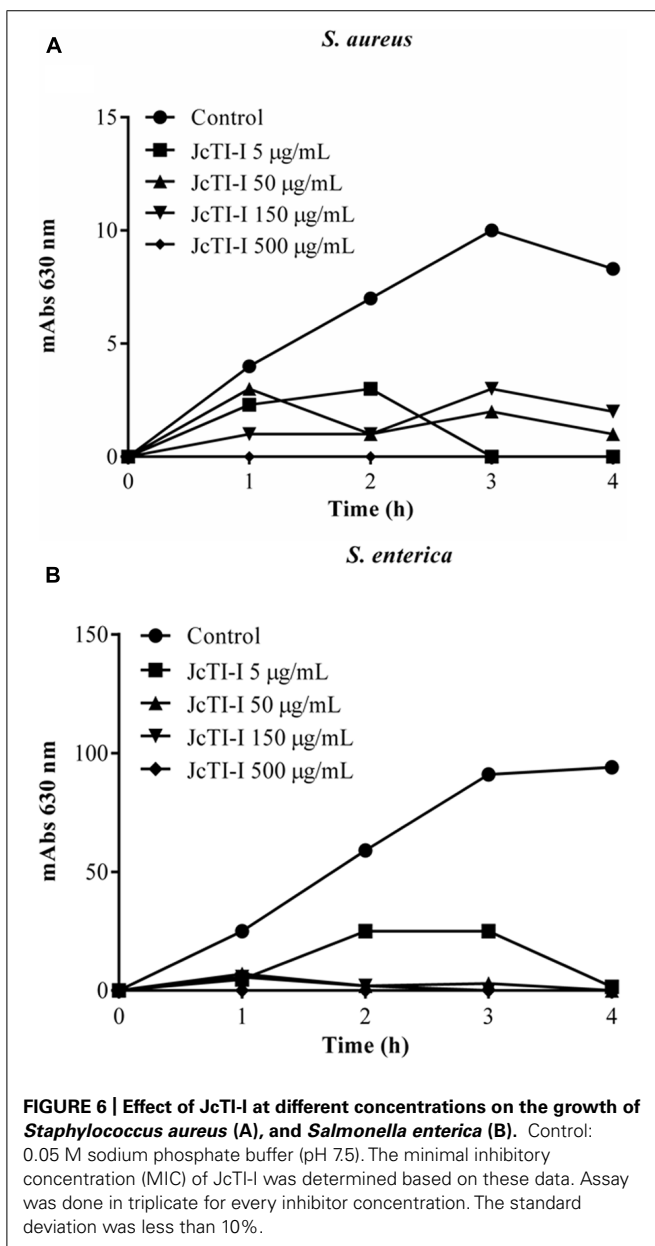 A
S. aureus
15
10
5
0
mAbs 630 nm
Control
JcTI-I 5 μg/mL
JcTI-I 50 μg/mL
JcTI-I 150 μg/mL
JcTI-I 500 μg/mL
0 1 2 3 4
Time (h)
B
S. enterica
150
100
50
0
mAbs 630 nm
Control
JcTI-I 5 μg/mL
JcTI-I 50 μg/mL
JcTI-I 150 μg/mL
JcTI-I 500 μg/mL
0 1 2 3 4
Time (h)
FIGURE 6 | Effect of JcTI-I at different concentrations on the growth of
Staphylococcus aureus (A), and Salmonella enterica (B). Control:
0.05 M sodium phosphate buffer (pH 7.5). The minimal inhibitory
concentration (MIC) of JcTI-I was determined based on these data. Assay
was done in triplicate for every inhibitor concentration. The standard
deviation was less than 10%.